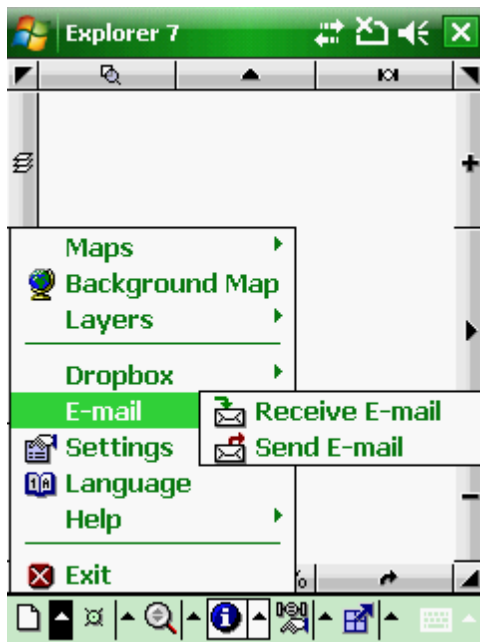 Explorer 7
Maps
Background Map
Layers
Dropbox
E-mail
Receive E-mail
Send E-mail
Settings
Language
Help
Exit